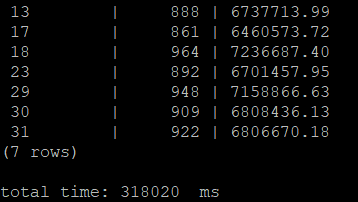 13 | 888 | 6737713.99
17 | 861 | 6460573.72
18 | 964 | 7236687.40
23 | 892 | 6701457.95
29 | 948 | 7158866.63
30 | 909 | 6808436.13
31 | 922 | 6806670.18
(7 rows)
total time: 318020 ms